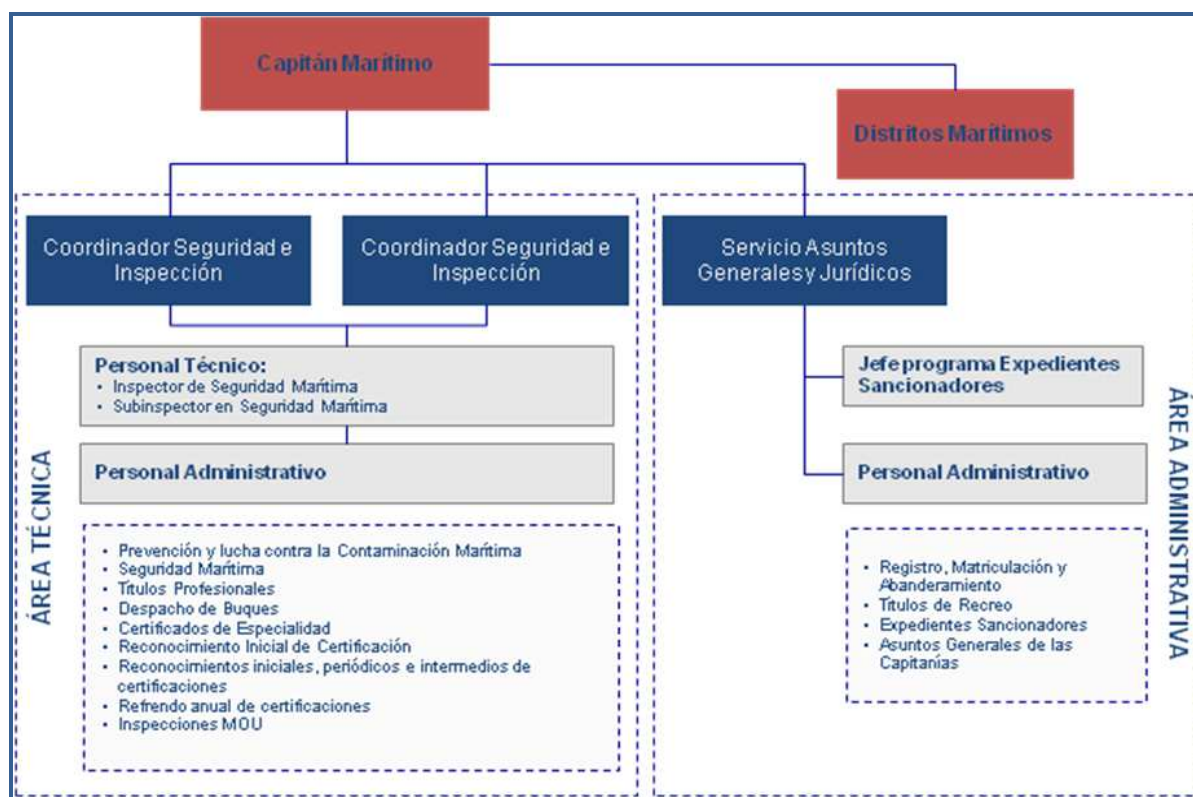 Capitán Marítimo
Distritos Marítimos
Coordinador Seguridad e
Inspección
Coordinador Seguridad e
Inspección
Servicio Asuntos
Generales y Jurídicos
Personal Técnico:
• Inspector de Seguridad Marítima
• Subinspector en Seguridad Marítima
Personal Administrativo
• Prevención y lucha contra la Contaminación Marítima
• Seguridad Marítima
• Títulos Profesionales
• Despacho de Buques
• Certificados de Especialidad
• Reconocimiento Inicial de Certificación
• Reconocimientos iniciales, periódicos e intermedios de
certificaciones
• Refrendo anual de certificaciones
• Inspecciones MOU
ÁREA TÉCNICA
Jefe programa Expedientes
Sancionadores
Personal Administrativo
• Registro, Matriculación y
Abanderamiento
• Títulos de Recreo
• Expedientes Sancionadores
• Asuntos Generales de las
Capitanías
ÁREA ADMINISTRATIVA